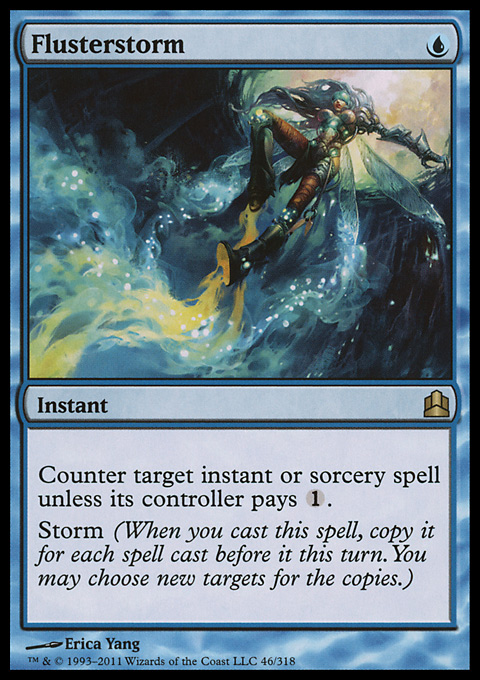 Flusterstorm
Instant
Counter target instant or sorcery spell
unless its controller pays 1.
Storm (When you cast this spell, copy it
for each spell cast before it this turn. You
may choose new targets for the copies.)
Erica Yang
™ & © 1993–2011 Wizards of the Coast LLC 46/318